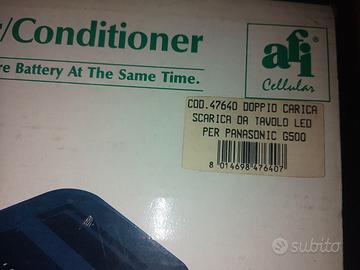 /Conditioner
re Battery At The Same Time.
afi
Cellular
COD.47640 DOPPIO CARICA
SCARICA DA TAVOLO LED
PER PANASONIC G500
8 014698 476407
subito